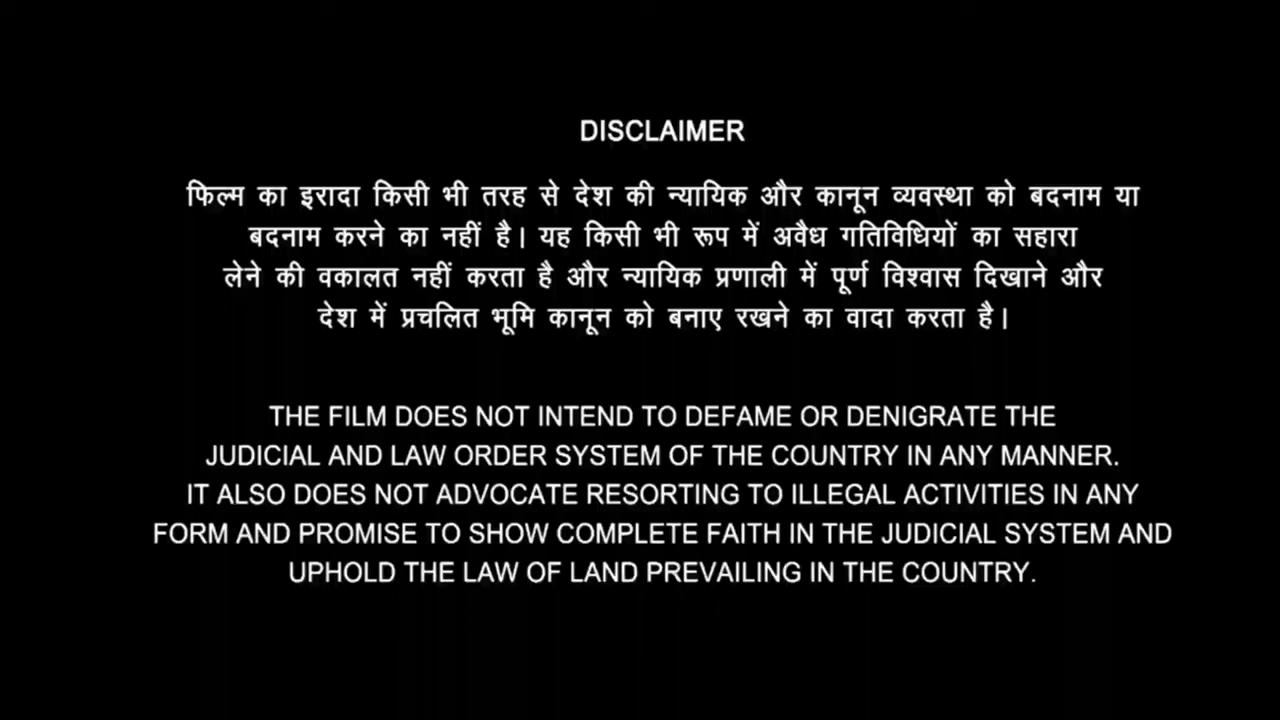 DISCLAIMER
फिल्म का इरादा किसी भी तरह से देश की न्यायिक और कानून व्यवस्था को बदनाम या
बदनाम करने का नहीं है। यह किसी भी रूप में अवैध गतिविधियों का सहारा
लेने की वकालत नहीं करता है और न्यायिक प्रणाली में पूर्ण विश्वास दिखाने और
देश में प्रचलित भूमि कानून को बनाए रखने का वादा करता है।
THE FILM DOES NOT INTEND TO DEFAME OR DENIGRATE THE
JUDICIAL AND LAW ORDER SYSTEM OF THE COUNTRY IN ANY MANNER.
IT ALSO DOES NOT ADVOCATE RESORTING TO ILLEGAL ACTIVITIES IN ANY
FORM AND PROMISE TO SHOW COMPLETE FAITH IN THE JUDICIAL SYSTEM AND
UPHOLD THE LAW OF LAND PREVAILING IN THE COUNTRY.